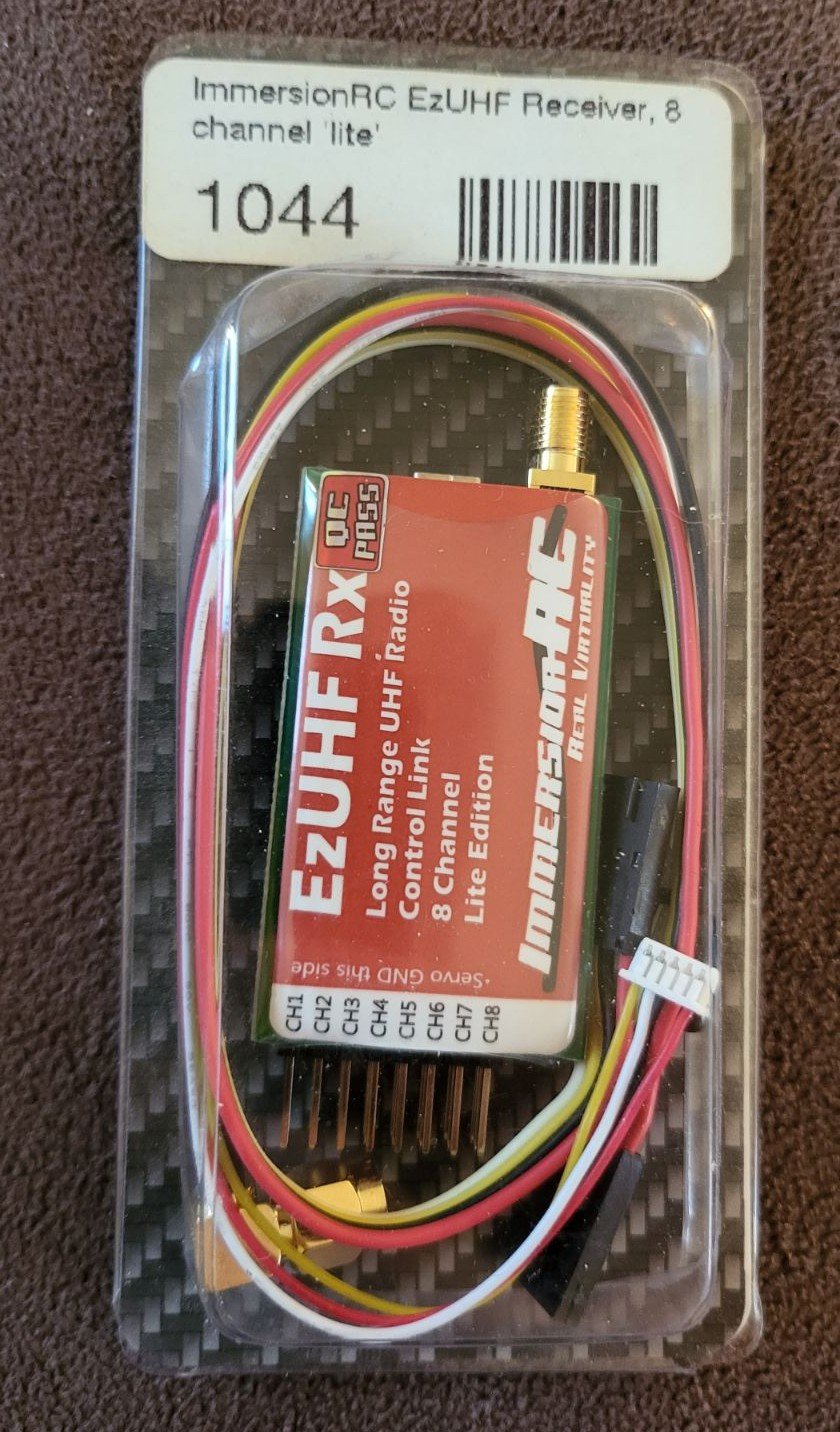 ImmersionRC EzUHF Receiver, 8
channel 'lite'
1044
QC
PASS
EzUHF Rx
Long Range UHF Radio
Control Link
8 Channel
Lite Edition
ImmersionRC
Real Virtuality
*Servo GND this side
CH1
CH2
CH3
CH4
CH5
CH6
CH7
CH8